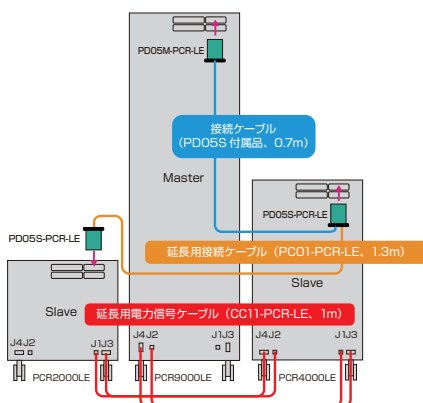 PD05M-PCR-LE
接続ケーブル
（PD05S 付属品、0.7m）
Master
PD05S-PCR-LE
PD05S-PCR-LE
延長用接続ケーブル（PC01-PCR-LE、1.3m）
Slave
Slave
延長用電力信号ケーブル（CC11-PCR-LE、1m）
J4J2
J1J3
J4J2
J1J3
J4J2
J1J3
PCR2000LE
PCR9000LE
PCR4000LE